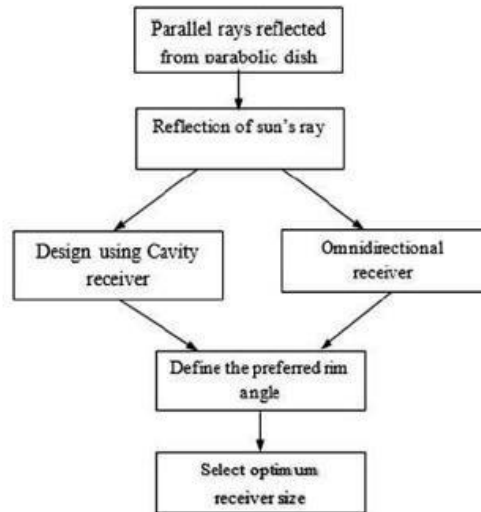 Parallel rays reflected
from parabolic dish
Reflection of sun's ray
Design using Cavity
receiver
Omnidirectional
receiver
Define the preferred rim
angle
Select optimum
receiver size